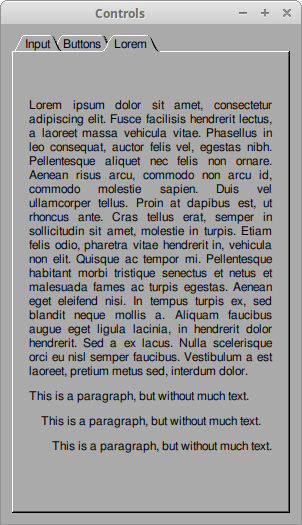 Controls
Input Buttons Lorem
Lorem ipsum dolor sit amet, consectetur
adipiscing elit. Fusce facilisis hendrerit lectus,
a laoreet massa vehicula vitae. Phasellus in
leo consequat, auctor felis vel, egestas nibh.
Pellentesque aliquet nec felis non ornare.
Aenean risus arcu, commodo non arcu id,
commodo molestie sapien. Duis vel
ullamcorper tellus. Proin at dapibus est, ut
rhoncus ante. Cras tellus erat, semper in
sollicitudin sit amet, molestie in turpis. Etiam
felis odio, pharetra vitae hendrerit in, vehicula
non elit. Quisque ac tempor mi. Pellentesque
habitant morbi tristique senectus et netus et
malesuada fames ac turpis egestas. Aenean
eget eleifend nisi. In tempus turpis ex, sed
blandit neque mollis a. Aliquam faucibus
augue eget ligula lacinia, in hendrerit dolor
hendrerit. Sed a ex lacus. Nulla scelerisque
orci eu nisl semper faucibus. Vestibulum a est
laoreet, pretium metus sed, interdum dolor.
This is a paragraph, but without much text.
This is a paragraph, but without much text.
This is a paragraph, but without much text.